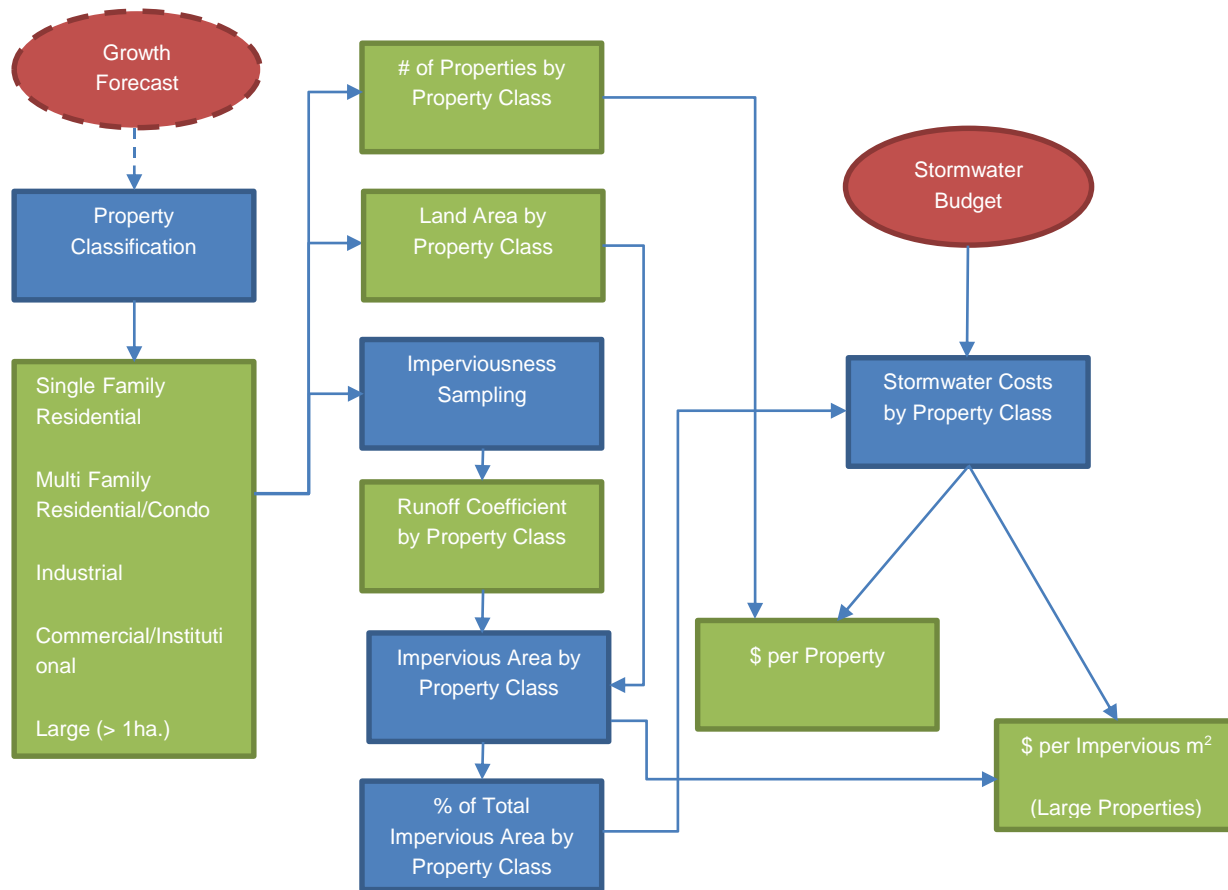 Growth
Forecast
Property
Classification
Single Family
Residential
Multi Family
Residential/Condo
Industrial
Commercial/Instituti
onal
Large (> 1ha.)
# of Properties by
Property Class
Land Area by
Property Class
Imperviousness
Sampling
Runoff Coefficient
by Property Class
Impervious Area by
Property Class
% of Total
Impervious Area by
Property Class
Stormwater
Budget
Stormwater Costs
by Property Class
$ per Property
$ per Impervious m²
(Large Properties)